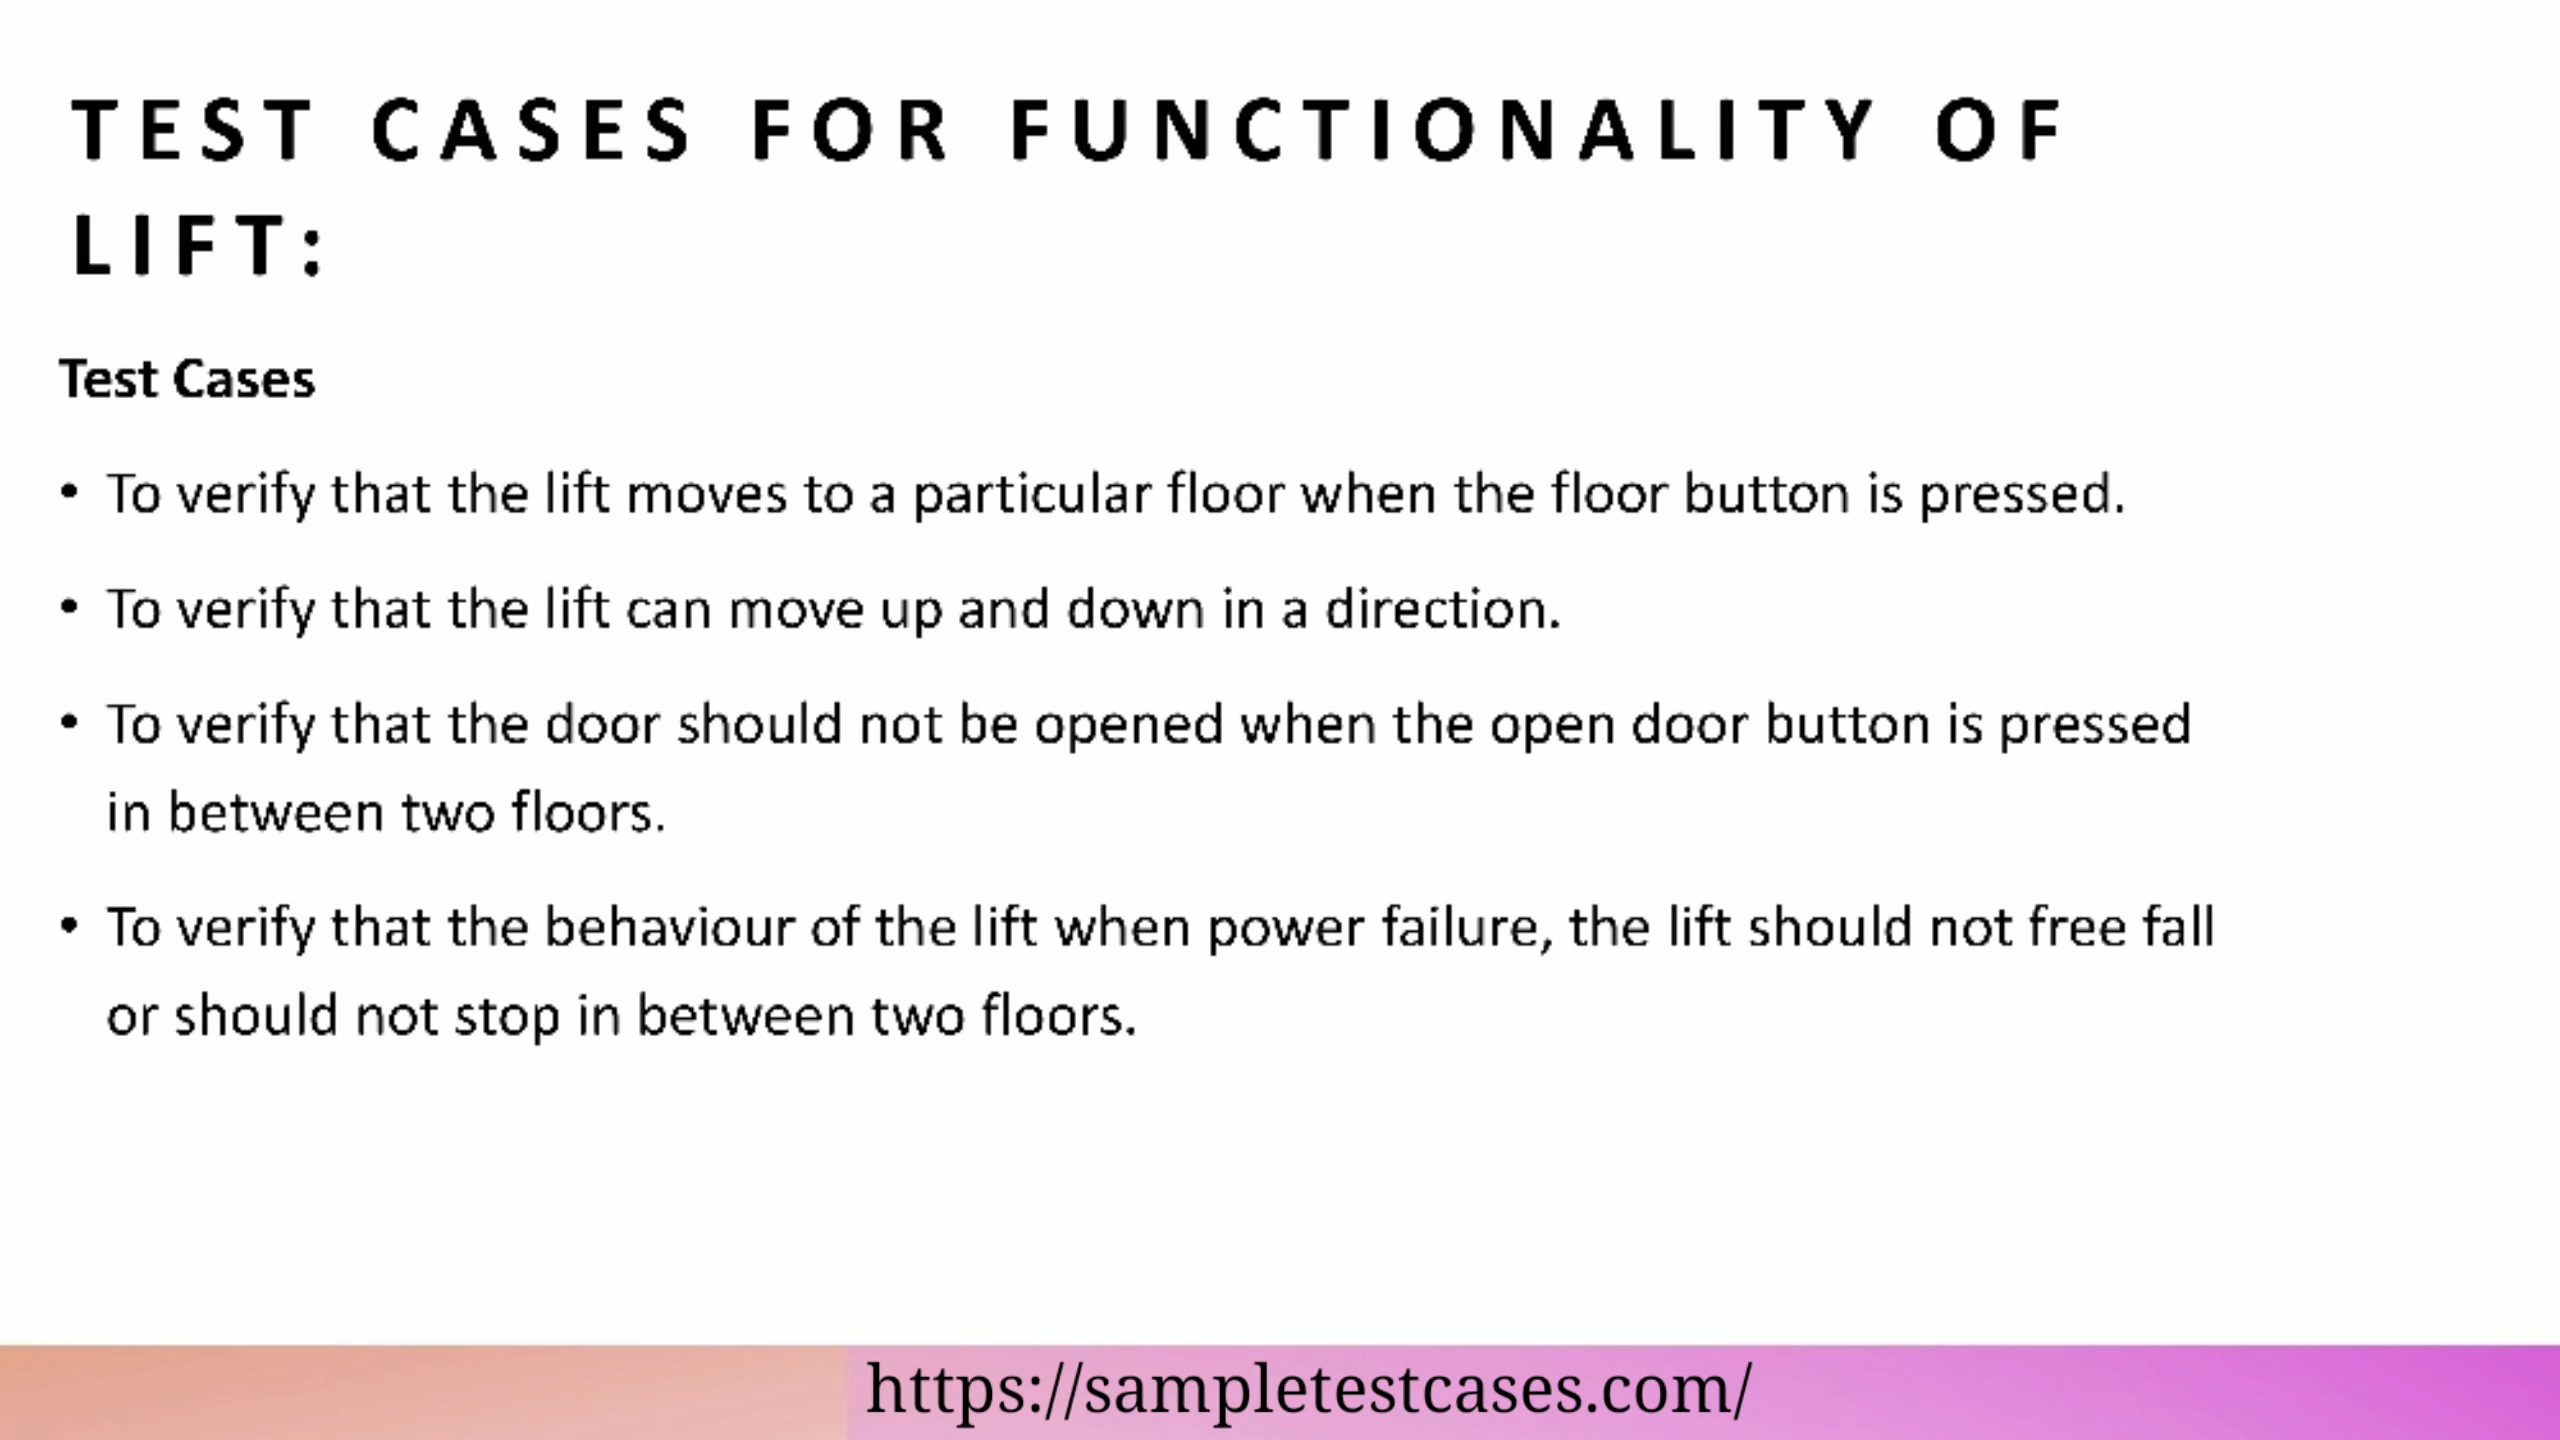 TEST CASES FOR FUNCTIONALITY OF
LIFT:
Test Cases
• To verify that the lift moves to a particular floor when the floor button is pressed.
• To verify that the lift can move up and down in a direction.
• To verify that the door should not be opened when the open door button is pressed
in between two floors.
• To verify that the behaviour of the lift when power failure, the lift should not free fall
or should not stop in between two floors.
https://sampletestcases.com/